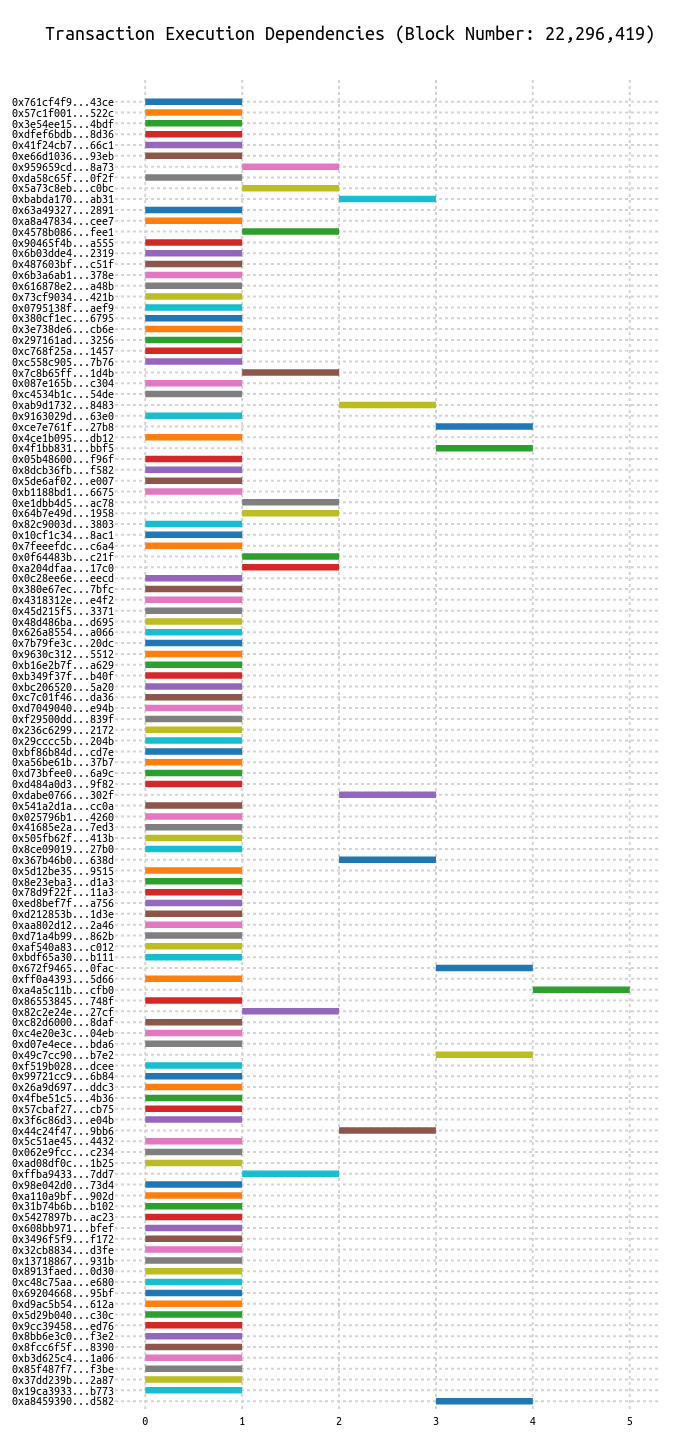 Transaction Execution Dependencies (Block Number: 22,296,419)
0x761cf4f9...43ce
0x57c1f001...522c
0x3e54ee15...4bdf
0xdfef6bdb...8d36
0x41f24cb7...66c1
0xe66d1036...93eb
0x959659cd...8a73
0xda58c65f...0f2f
0x5a73c8eb...c0bc
0xbabda170...ab31
0x63a49327...2891
0xa8a47834...cee7
0x4578b086...fee1
0x90465f4b...a555
0x6b03dde4...2319
0x487603bf...c51f
0x6b3a6ab1...378e
0x616878e2...a48b
0x73cf9034...421b
0x0795138f...aef9
0x380cf1ec...6795
0x3e738de6...cb6e
0x297161ad...3256
0xc768f25a...1457
0xc558c905...7b76
0x7c8b65ff...1d4b
0x087e165b...c304
0xc4534b1c...54de
0xab9d1732...8483
0x9163029d...63e0
0xce7e761f...27b8
0x4ce1b095...db12
0x4f1bb831...bbf5
0x05b48600...f96f
0x8dcb36fb...f582
0x5de6af02...e007
0xb1188bd1...6675
0xe1dbb4d5...ac78
0x64b7e49d...1958
0x82c9003d...3803
0x10cf1c34...8ac1
0x7feeefdc...c6a4
0x0f64483b...c21f
0xa204dfaa...17c0
0x0c28ee6e...eecd
0x380e67ec...7bfc
0x4318312e...e4f2
0x45d215f5...3371
0x48d486ba...d695
0x626a8554...a066
0x7b79fe3c...20dc
0x9630c312...5512
0xb16e2b7f...a629
0xb349f37f...b40f
0xbc206520...5a20
0xc7c01f46...da36
0xd7049040...e94b
0xf29500dd...839f
0x236c6299...2172
0x29cccc5b...204b
0xbf86b84d...cd7e
0xa56be61b...37b7
0xd73bfee0...6a9c
0xd484a0d3...9f82
0xdabe0766...302f
0x541a2d1a...cc0a
0x025796b1...4260
0x41685e2a...7ed3
0x505fb62f...413b
0x8ce09019...27b0
0x367b46b0...638d
0x5d12be35...9515
0x8e23eba3...d1a3
0x78d9f22f...11a3
0xed8bef7f...a756
0xd212853b...1d3e
0xaa802d12...2a46
0xd71a4b99...862b
0xaf540a83...c012
0xbdf65a30...b111
0x672f9465...0fac
0xff0a4393...5d66
0xa4a5c11b...cfb0
0x86553845...748f
0x82c2e24e...27cf
0xc82d6000...8daf
0xc4e20e3c...04eb
0xd07e4ece...bda6
0x49c7cc90...b7e2
0xf519b028...dcee
0x99721cc9...6b84
0x26a9d697...ddc3
0x4fbe51c5...4b36
0x57cbaf27...cb75
0x3f6c86d3...e04b
0x44c24f47...9bb6
0x5c51ae45...4432
0x062e9fcc...c234
0xad08df0c...1b25
0xffba9433...7dd7
0x98e042d0...73d4
0xa110a9bf...902d
0x31b74b6b...b102
0x5427897b...ac23
0x608bb971...bfef
0x3496f5f9...f172
0x32cb8834...d3fe
0x13718867...931b
0x8913faed...0d30
0xc48c75aa...e680
0x69204668...95bf
0xd9ac5b54...612a
0x5d29b040...c30c
0x9cc39458...ed76
0x8bb6e3c0...f3e2
0x8fcc6f5f...8390
0xb3d625c4...1a06
0x85f487f7...f3be
0x37dd239b...2a87
0x19ca3933...b773
0xa8459390...d582
0 1 2 3 4 5